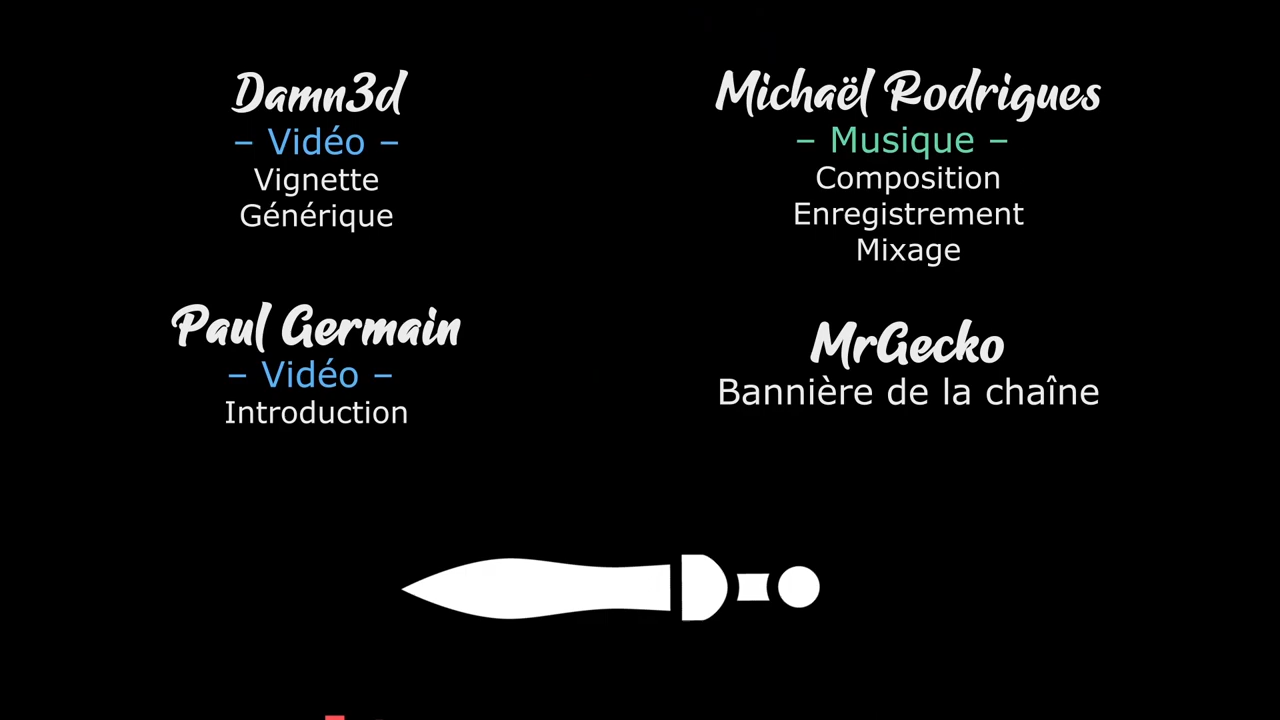 Damn3d
– Vidéo –
Vignette
Générique
Michaël Rodrigues
– Musique –
Composition
Enregistrement
Mixage
Paul Germain
– Vidéo –
Introduction
MrGecko
Bannière de la chaîne